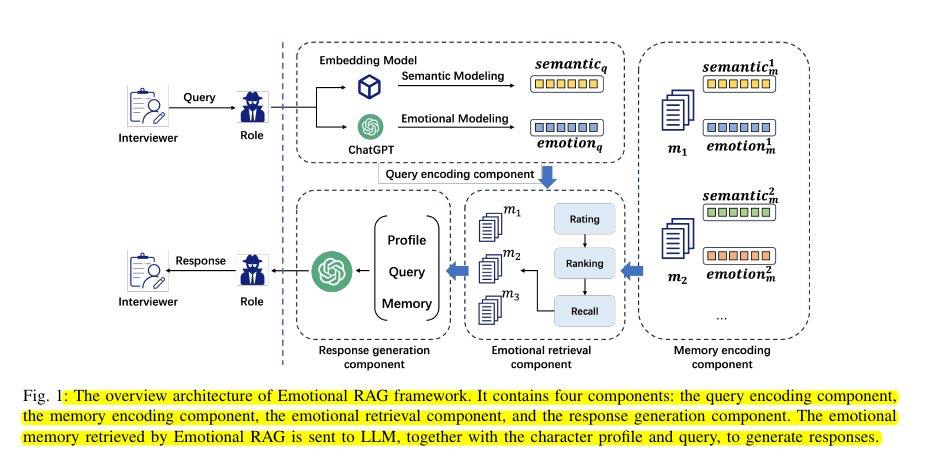 Embedding Model
Semantic Modeling
semantic_q
Query
Interviewer
Role
Emotional Modeling
ChatGPT
emotion_q
Query encoding component
semantic_m^1
m_1
emotion_m^1
semantic_m^2
m_2
emotion_m^2
...
Memory encoding
component
m_1
m_2
m_3
Rating
Ranking
Recall
Emotional retrieval
component
Profile
Query
Memory
Response generation
component
Response
Interviewer
Role
Fig. 1: The overview architecture of Emotional RAG framework. It contains four components: the query encoding component,
the memory encoding component, the emotional retrieval component, and the response generation component. The emotional
memory retrieved by Emotional RAG is sent to LLM, together with the character profile and query, to generate responses.